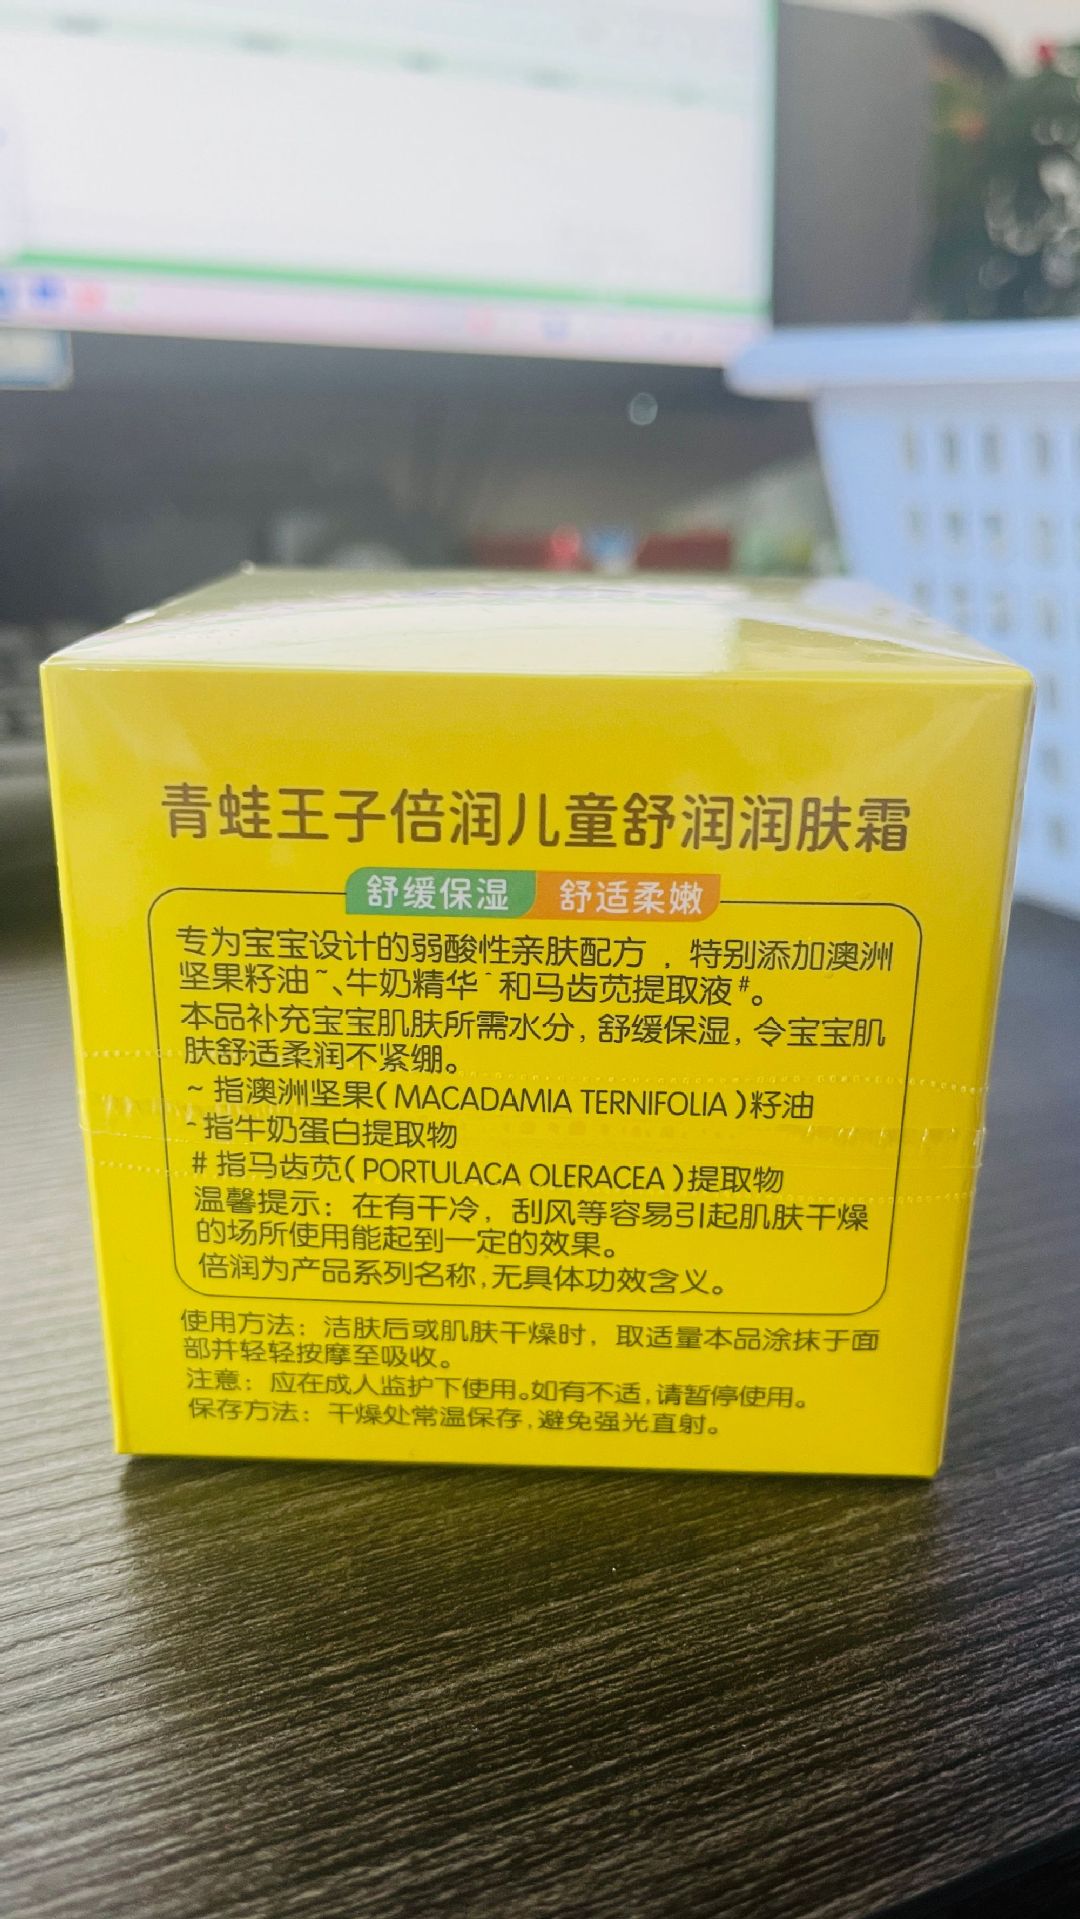 青蛙王子倍润儿童舒润润肤霜
舒缓保湿 舒适柔嫩
专为宝宝设计的弱酸性亲肤配方，特别添加澳洲
坚果籽油~、牛奶精华ˆ和马齿苋提取液#。
本品补充宝宝肌肤所需水分，舒缓保湿，令宝宝肌
肤舒适柔润不紧绷。
~ 指澳洲坚果(MACADAMIA TERNIFOLIA)籽油
ˆ指牛奶蛋白提取物
# 指马齿苋(PORTULACA OLERACEA)提取物
温馨提示：在有干冷，刮风等容易引起肌肤干燥
的场所使用能起到一定的效果。
倍润为产品系列名称,无具体功效含义。
使用方法：洁肤后或肌肤干燥时，取适量本品涂抹于面
部并轻轻按摩至吸收。
注意：应在成人监护下使用。如有不适,请暂停使用。
保存方法：干燥处常温保存,避免强光直射。